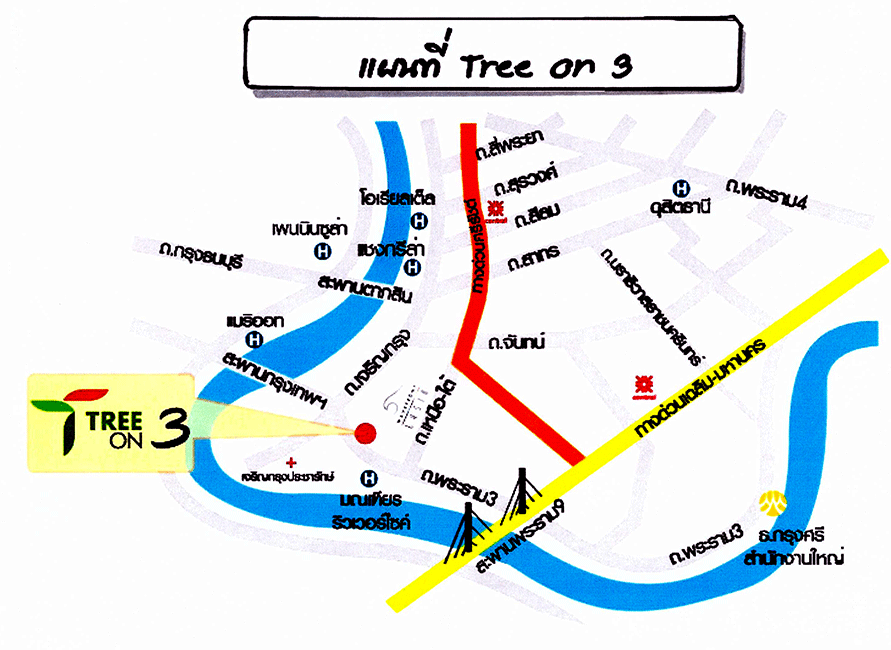 แผนที่ Tree on 3
ถ.สี่พระยา
ถ.สุรวงศ์
central
ถ.สีลม
ถ.สาทร
ทางด่วนศรีรัช
โอเรียลเต็ล
H
เพนนินซูล่า
H
แชงกรีล่า
H
ถ.กรุงธนบุรี
สะพานตากสิน
H
ดุสิตธานี
ถ.พระราม4
ถ.นราธิวาสราชนครินทร์
แมริออท
H
สะพานกรุงเทพฯ
ถ.เจริญกรุง
ถ.จันทน์
central
ทางด่วนเฉลิม-มหานคร
T TREE
ON 3
ถ.เหนือ-ใต้
เจริญกรุงประชารักษ์
H
มณเฑียร
ริวเวอร์ไซค์
ถ.พระราม3
สะพานพระราม9
ถ.พระราม3
ธ.กรุงศรี
สำนักงานใหญ่